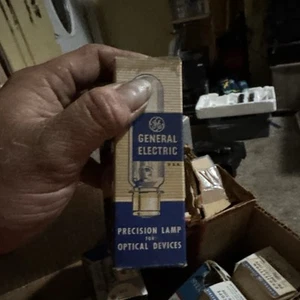 GE
GENERAL
ELECTRIC
U.S.A.
PRECISION LAMP
for
OPTICAL DEVICES